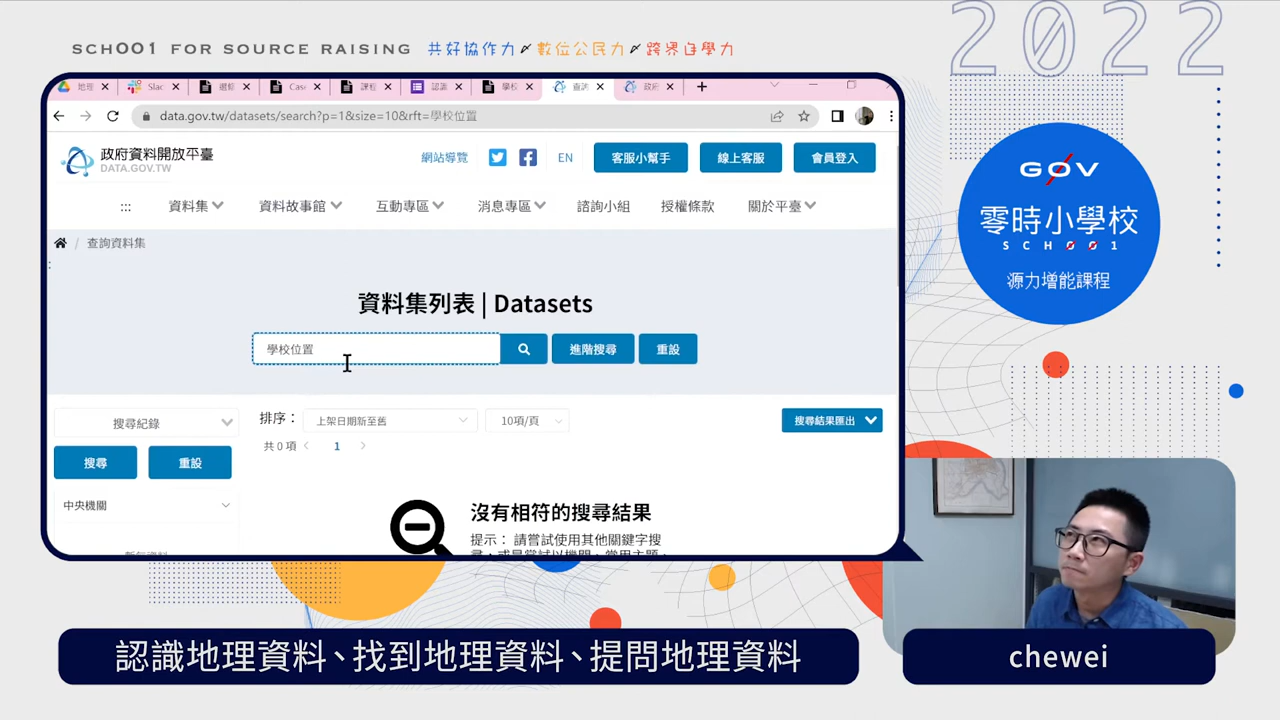 2022
SCHOO1 FOR SOURCE RAISING 共好協作力 數位公民力 跨界自學力
Slac
data.gov.tw/datasets/search?p=1&size=10&rft=學校位置
政府資料開放平臺
DATA.GOV.TW
網站導覽 EN 客服小幫手 線上客服 會員登入
資料集 資料故事館 互動專區 消息專區 諮詢小組 授權條款 關於平臺
/ 查詢資料集
資料集列表 | Datasets
學校位置 進階搜尋 重設
搜尋紀錄 排序： 上架日期新至舊 10項/頁 搜尋結果匯出
共 0 項 1
搜尋 重設
中央機關
沒有相符的搜尋結果
提示： 請嘗試使用其他關鍵字搜
GOV
零時小學校
SCHOO1
源力增能課程
認識地理資料、找到地理資料、提問地理資料
chewei